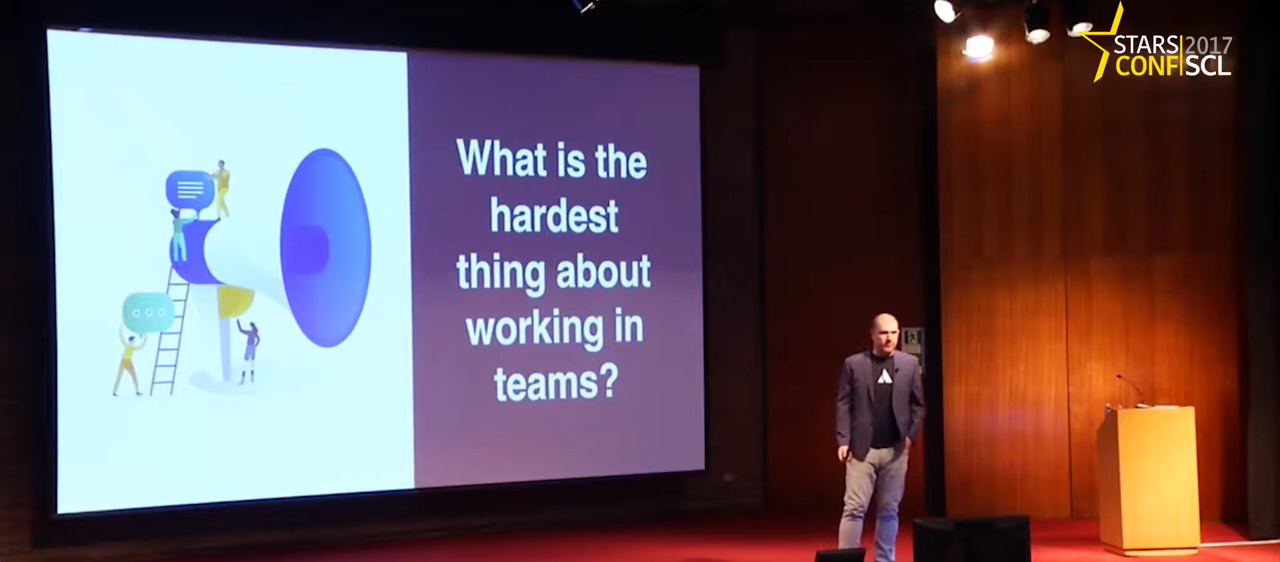 What is the
hardest
thing about
working in
teams?
STARS 2017
CONF SCL